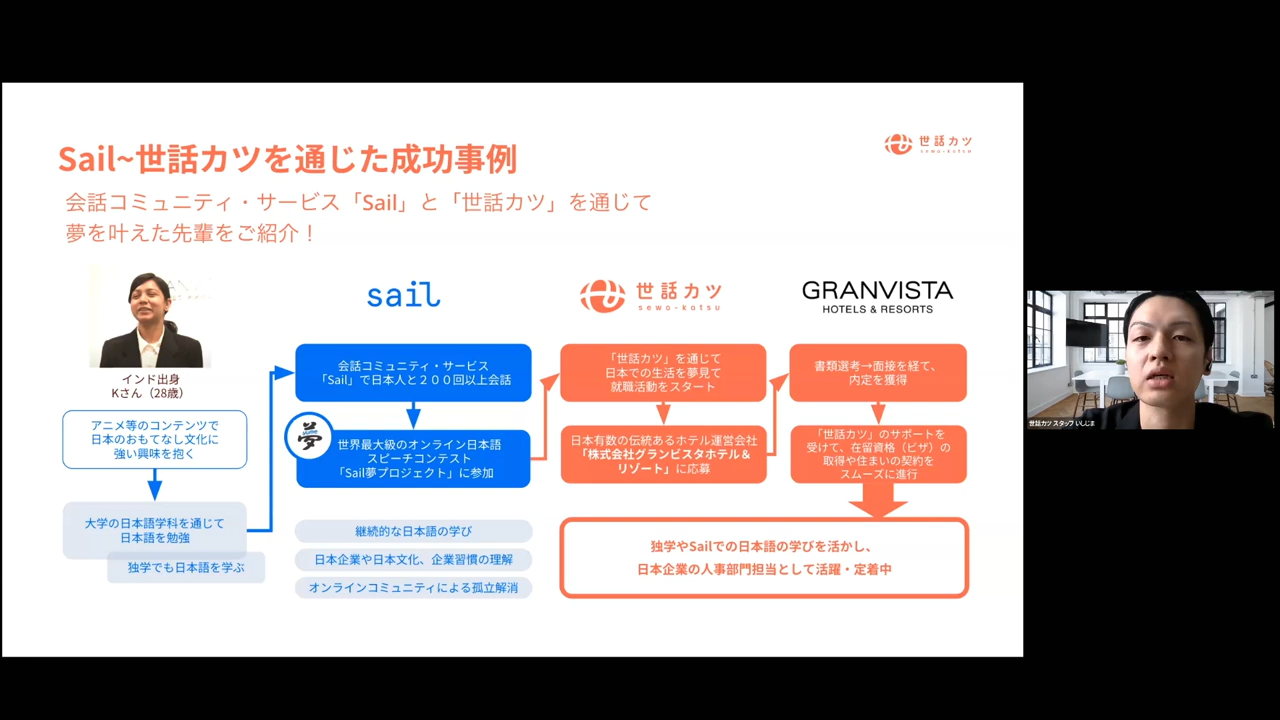 Sail~世話カツを通じた成功事例
世話カツ
sewa-katsu
会話コミュニティ・サービス「Sail」と「世話カツ」を通じて
夢を叶えた先輩をご紹介！
インド出身
Kさん（28歳）
アニメ等のコンテンツで
日本のおもてなし文化に
強い興味を抱く
大学の日本語学科を通じて
日本語を勉強
独学でも日本語を学ぶ
sail
会話コミュニティ・サービス
「Sail」で日本人と２００回以上会話
夢
世界最大級のオンライン日本語
スピーチコンテスト
「Sail夢プロジェクト」に参加
継続的な日本語の学び
日本企業や日本文化、企業習慣の理解
オンラインコミュニティによる孤立解消
世話カツ
sewa-katsu
「世話カツ」を通じて
日本での生活を夢見て
就職活動をスタート
日本有数の伝統あるホテル運営会社
「株式会社グランビスタホテル＆
リゾート」に応募
GRANVISTA
HOTELS & RESORTS
書類選考→面接を経て、
内定を獲得
「世話カツ」のサポートを
受けて、在留資格（ビザ）の
取得や住まいの契約を
スムーズに進行
独学やSailでの日本語の学びを活かし、
日本企業の人事部門担当として活躍・定着中
世話カツ スタッフ いしじま